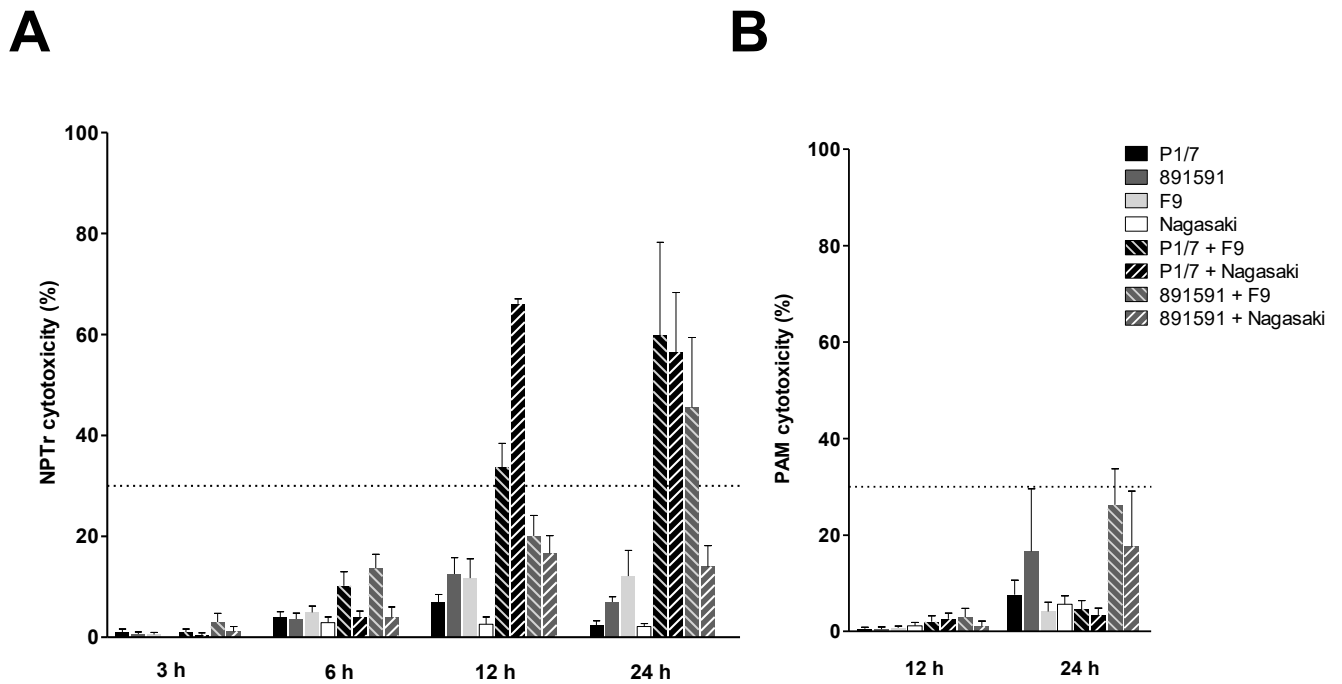 A
B
NPTr cytotoxicity (%)
100
80
60
40
20
0
3 h
6 h
12 h
24 h
PAM cytotoxicity (%)
100
80
60
40
20
0
12 h
24 h
P1/7
891591
F9
Nagasaki
P1/7 + F9
P1/7 + Nagasaki
891591 + F9
891591 + Nagasaki